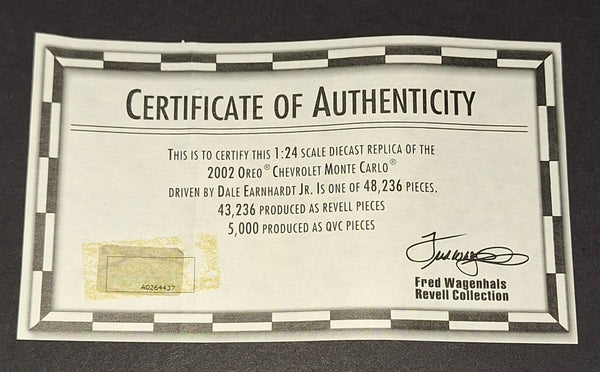 CERTIFICATE OF AUTHENTICITY
THIS IS TO CERTIFY THIS 1:24 SCALE DIECAST REPLICA OF THE
2002 OREO® CHEVROLET MONTE CARLO®
DRIVEN BY DALE EARNHARDT JR. IS ONE OF 48,236 PIECES.
43,236 PRODUCED AS REVELL PIECES
5,000 PRODUCED AS QVC PIECES
A0264437
Fred Wagenhals
Revell Collection